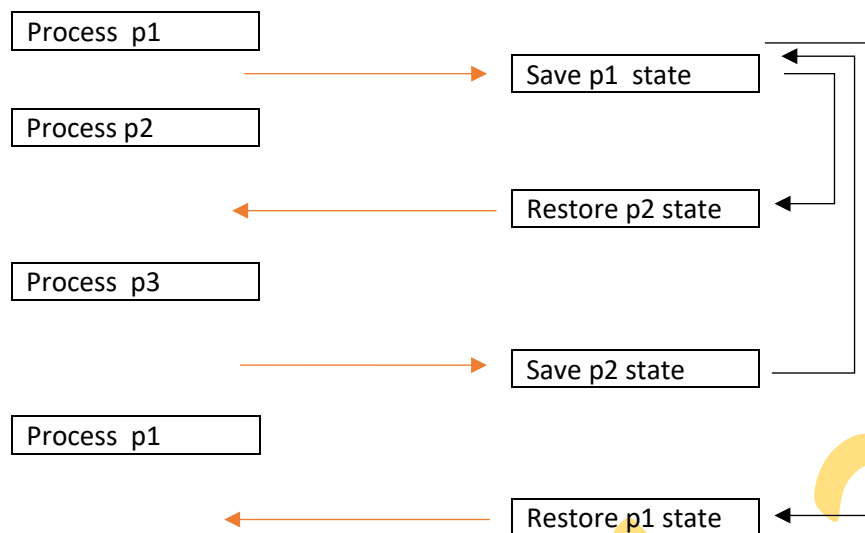 Process p1
Save p1 state
Process p2
Restore p2 state
Process p3
Save p2 state
Process p1
Restore p1 state